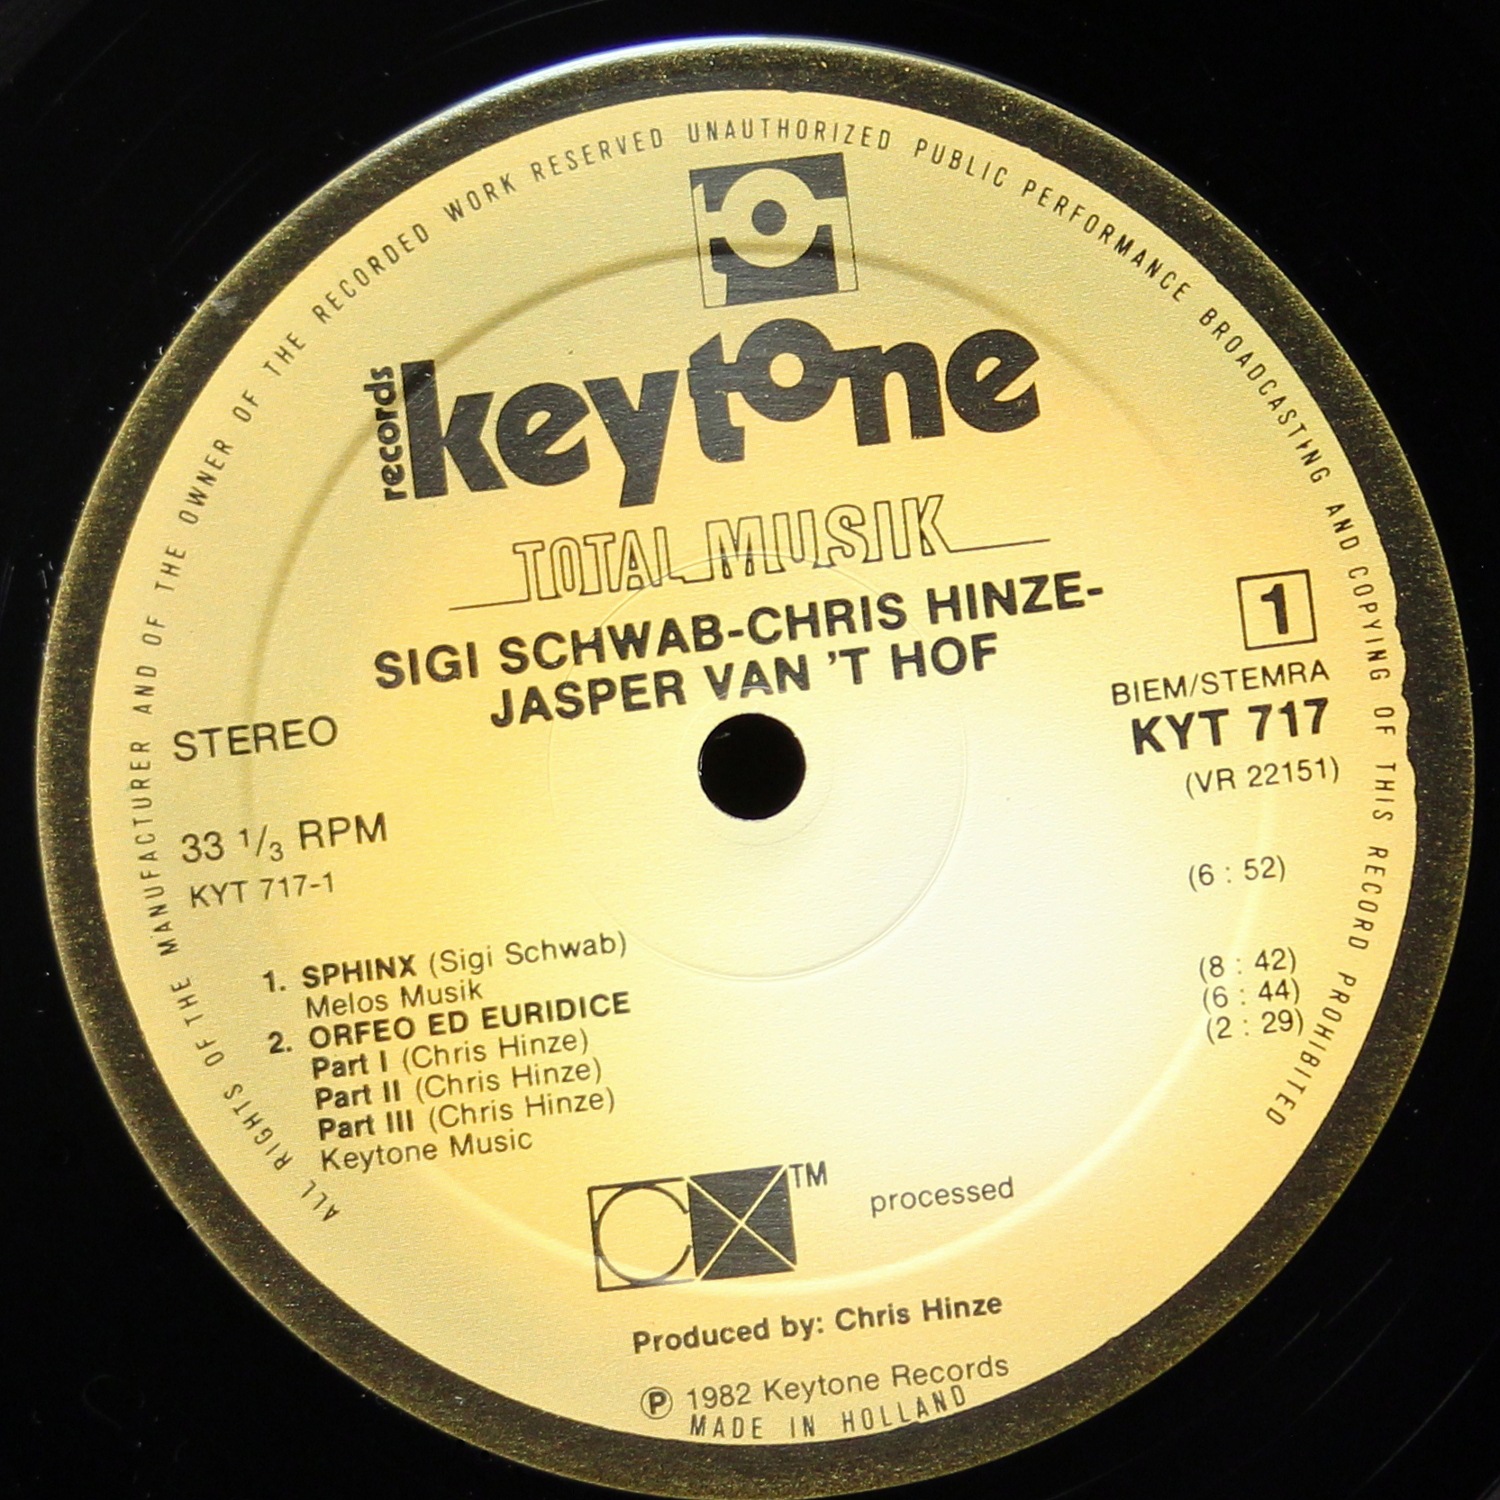 ALL RIGHTS OF THE MANUFACTURER AND OF THE OWNER OF THE RECORDED WORK RESERVED UNAUTHORIZED PUBLIC PERFORMANCE BROADCASTING AND COPYING OF THIS RECORD PROHIBITED
records keytone
TOTAL MUSIK
SIGI SCHWAB-CHRIS HINZE-
JASPER VAN 'T HOF
1
BIEM/STEMRA
KYT 717
(VR 22151)
STEREO
33 1/3 RPM
KYT 717-1
1. SPHINX (Sigi Schwab) (6 : 52)
Melos Musik
2. ORFEO ED EURIDICE
Part I (Chris Hinze) (8 : 42)
Part II (Chris Hinze) (6 : 44)
Part III (Chris Hinze) (2 : 29)
Keytone Music
CX TM processed
Produced by: Chris Hinze
℗ 1982 Keytone Records
MADE IN HOLLAND